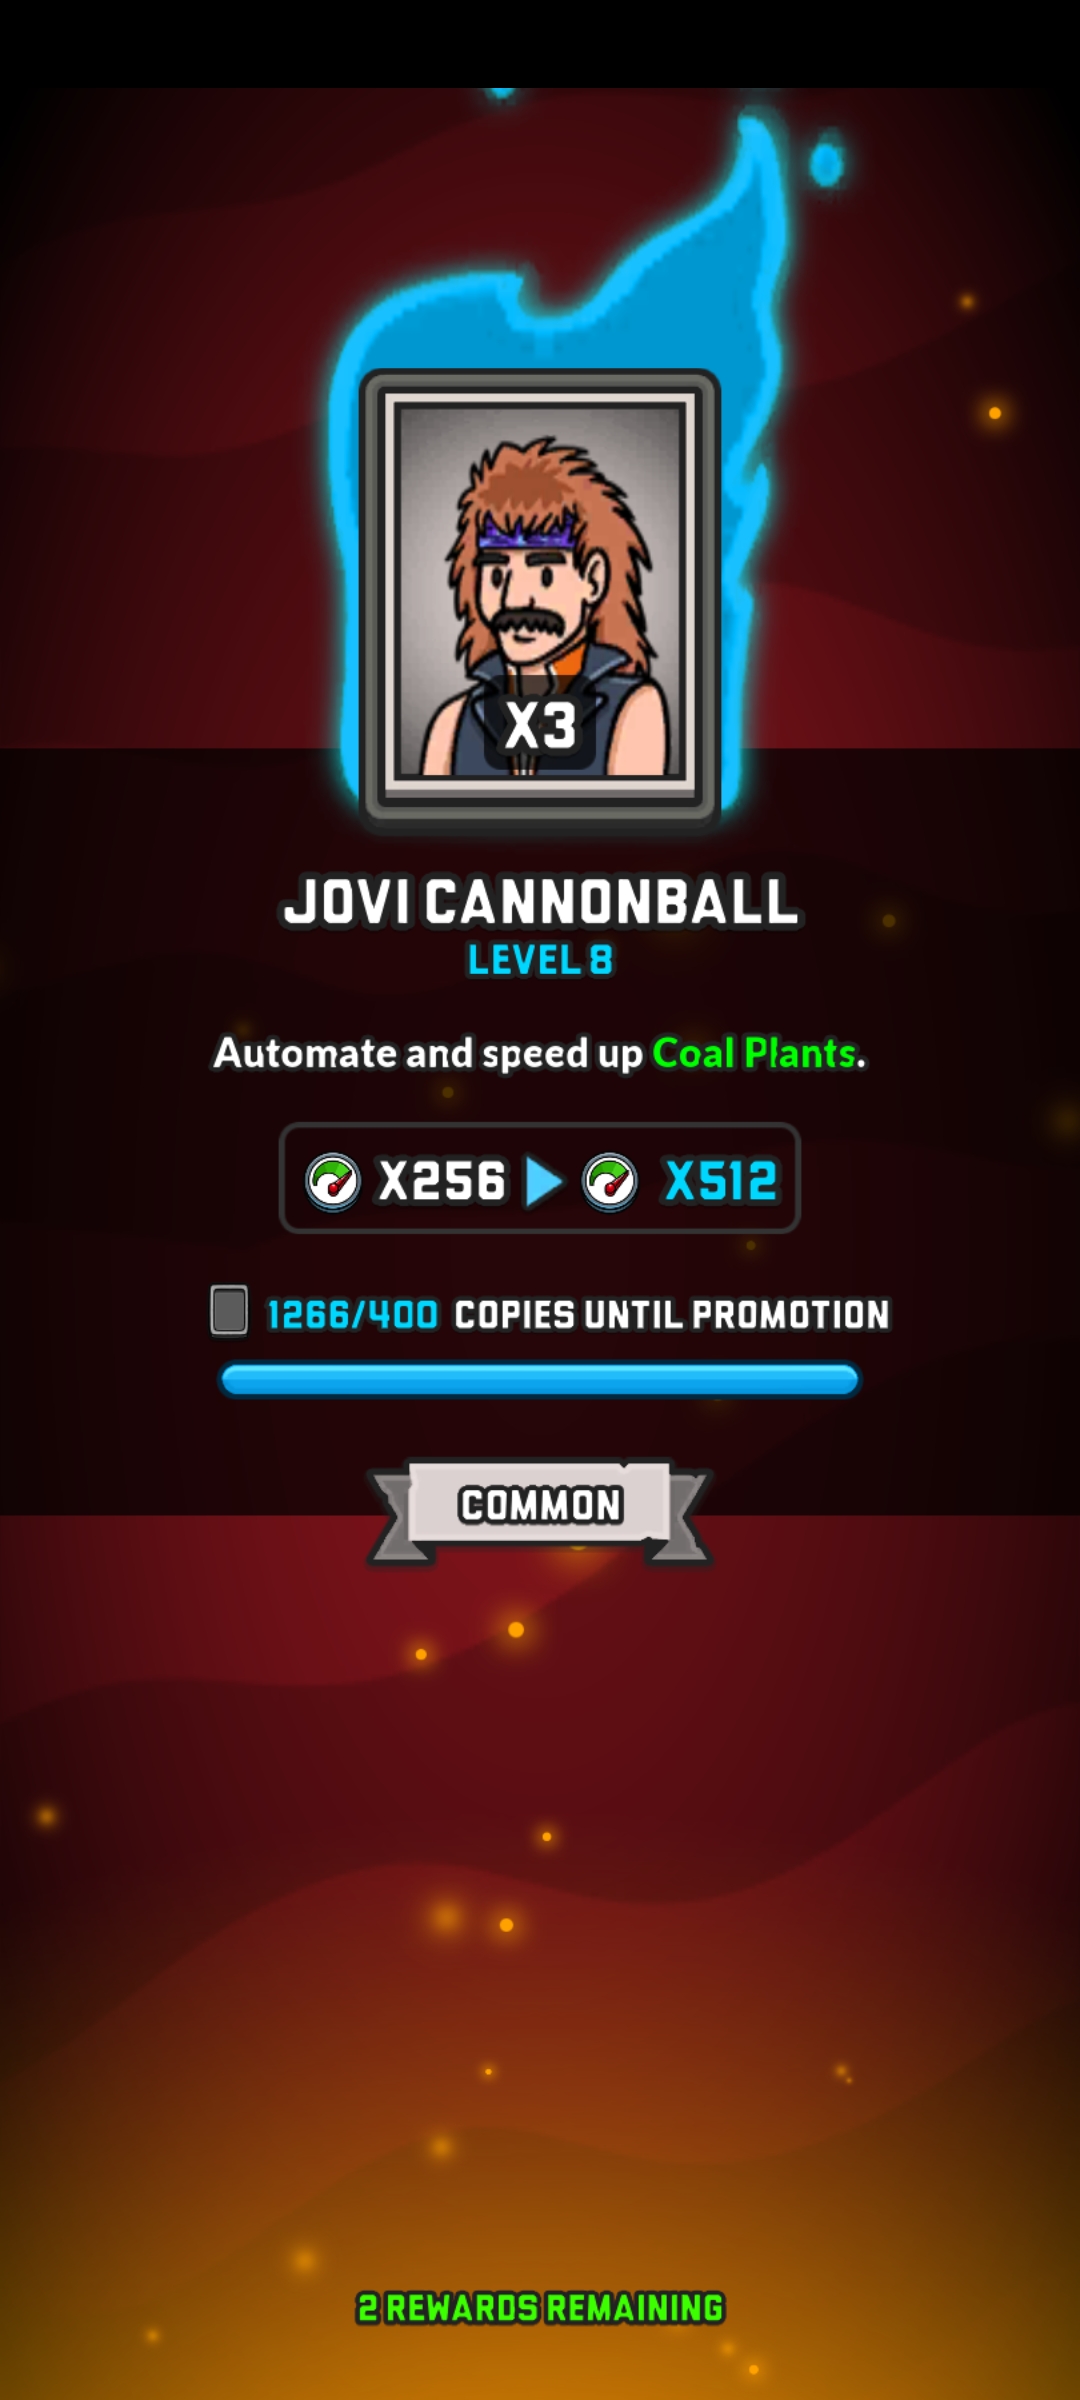 X3
JOVI CANNONBALL
LEVEL 8
Automate and speed up Coal Plants.
X256 X512
1266/400 COPIES UNTIL PROMOTION
COMMON
2 REWARDS REMAINING